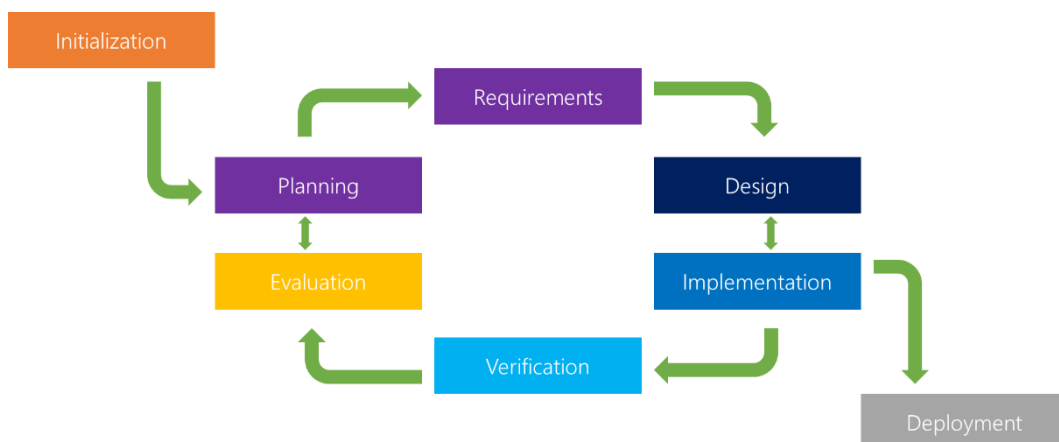 Initialization
Requirements
Planning
Design
Evaluation
Implementation
Verification
Deployment